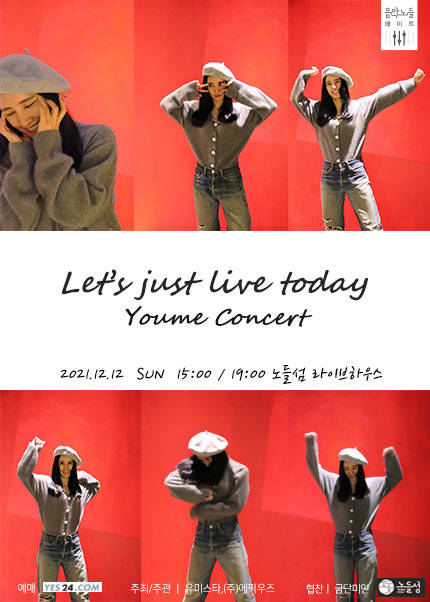 음악노들
데이트
Let's just live today
Youme Concert
2021.12.12 SUN 15:00 / 19:00 노들섬 라이브하우스
예매 YES24.COM 주최/주관 | 유미스타,(주)에퓌우즈 협찬 | 금단미인 노들섬